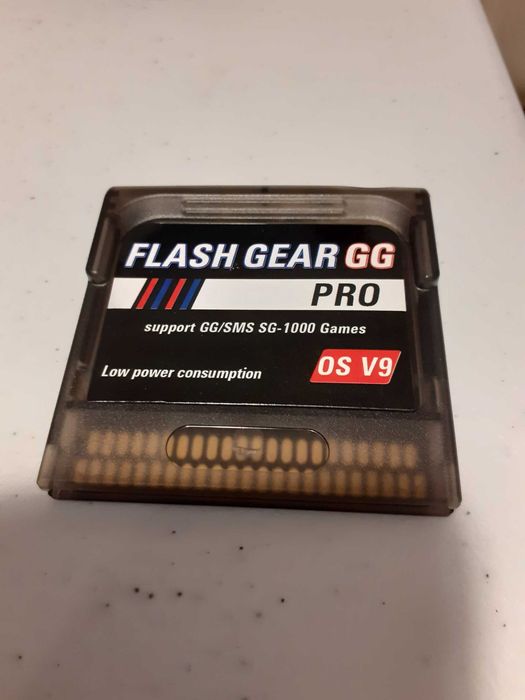 FLASH GEAR GG
PRO
support GG/SMS SG-1000 Games
Low power consumption
OS V9